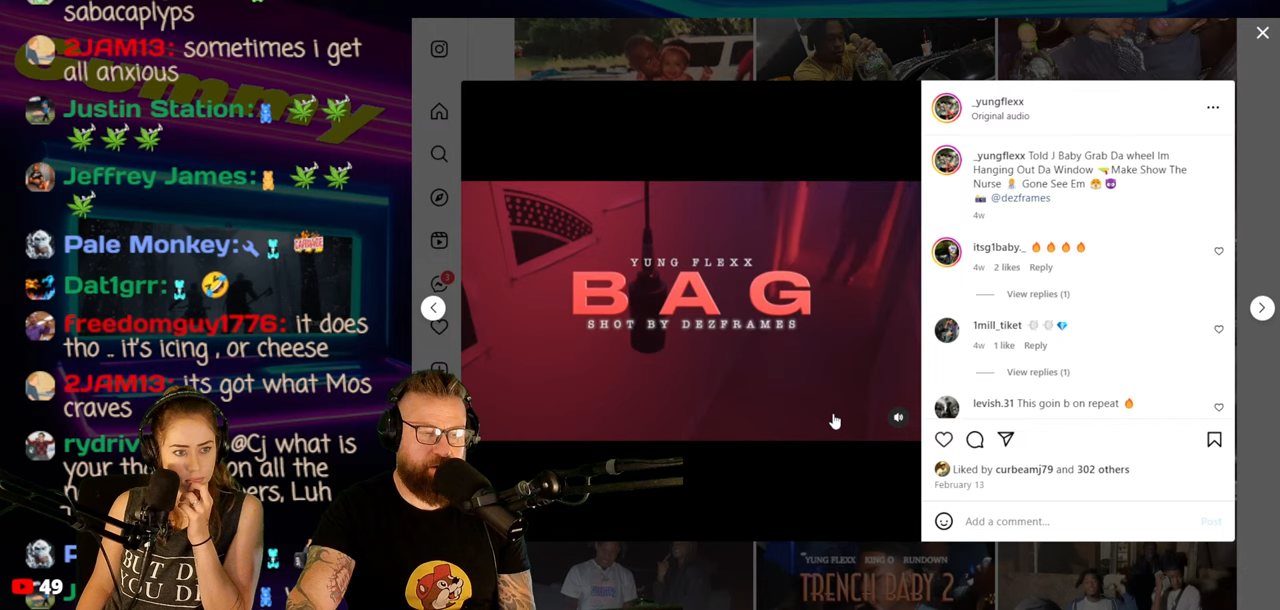 sabacaplyps
2JAM13: sometimes i get
all anxious
Justin Station:
Jeffrey James:
Pale Monkey:
Dat1grr:
freedomguy1776: it does
tho .. it's icing , or cheese
2JAM13: its got what Mos
craves
rydriv @Cj what is
your on all the
Luh
49
BUT D
YOU DI
YUNG FLEXX
BAG
SHOT BY DEZFRAMES
3
_yungflexx
Original audio
_yungflexx Told J Baby Grab Da wheel Im
Hanging Out Da Window Make Show The
Nurse Gone See Em
@dezframes
4w
itsg1baby._
4w 2 likes Reply
View replies (1)
1mill_tiket
4w 1 like Reply
View replies (1)
levish.31 This goin b on repeat
Liked by curbeamj79 and 302 others
February 13
Add a comment...
Post
YUNG FLEXX KING O RUNDOWN
TRENCH BABY 2